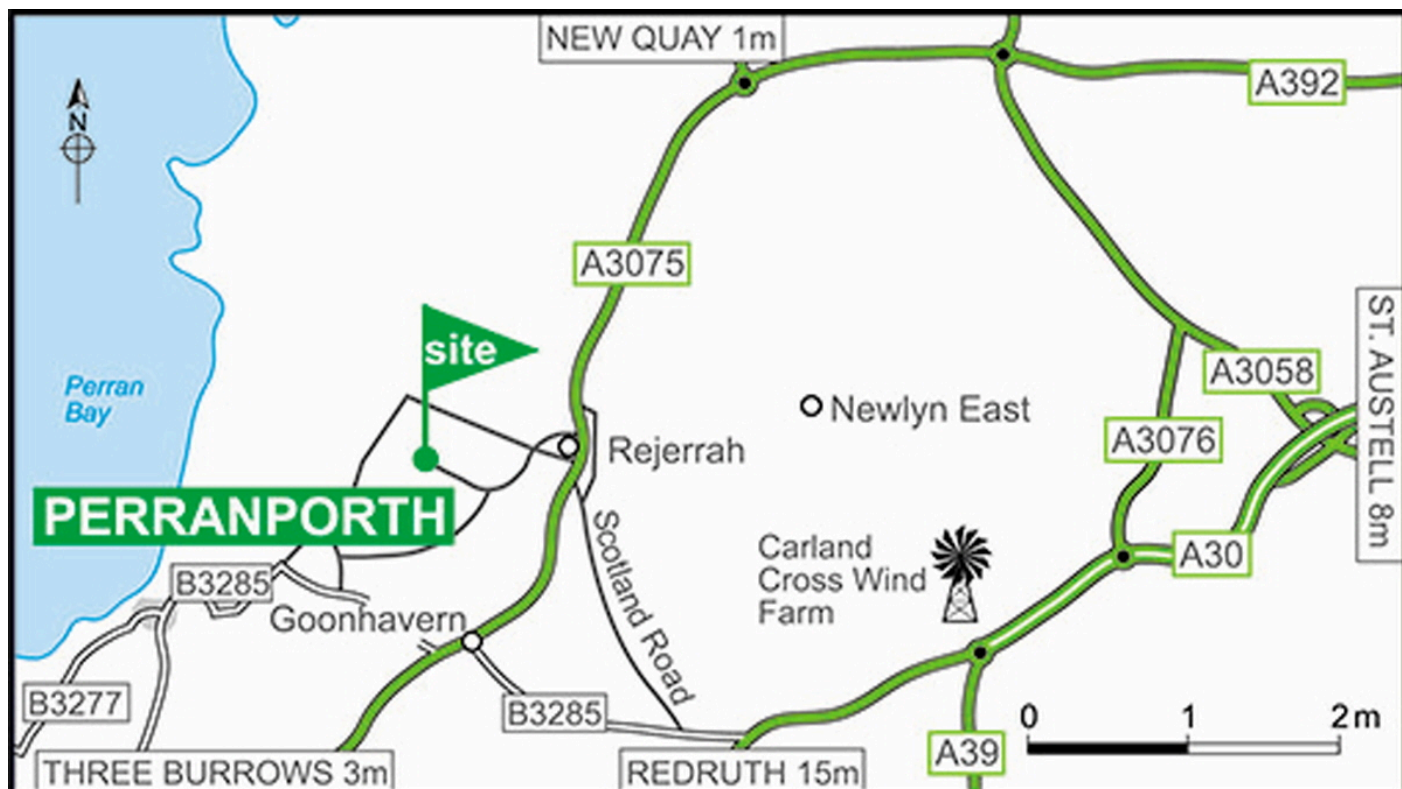 NEW QUAY 1m
A392
N
A3075
ST. AUSTELL 8m
site
A3058
Perran
Bay
Newlyn East
A3076
Rejerrah
PERRANPORTH
Scotland Road
Carland
Cross Wind
Farm
A30
B3285
Goonhavern
B3277
B3285
0 1 2m
A39
THREE BURROWS 3m
REDRUTH 15m